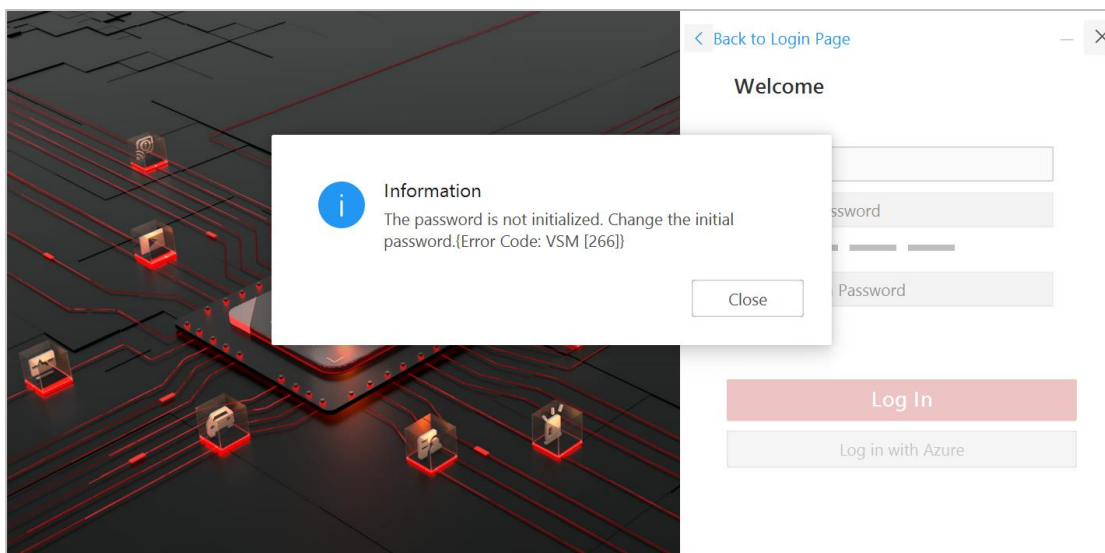 Back to Login Page
Welcome
Information
The password is not initialized. Change the initial
password.{Error Code: VSM [266]}
Close
Password
Log In
Log in with Azure